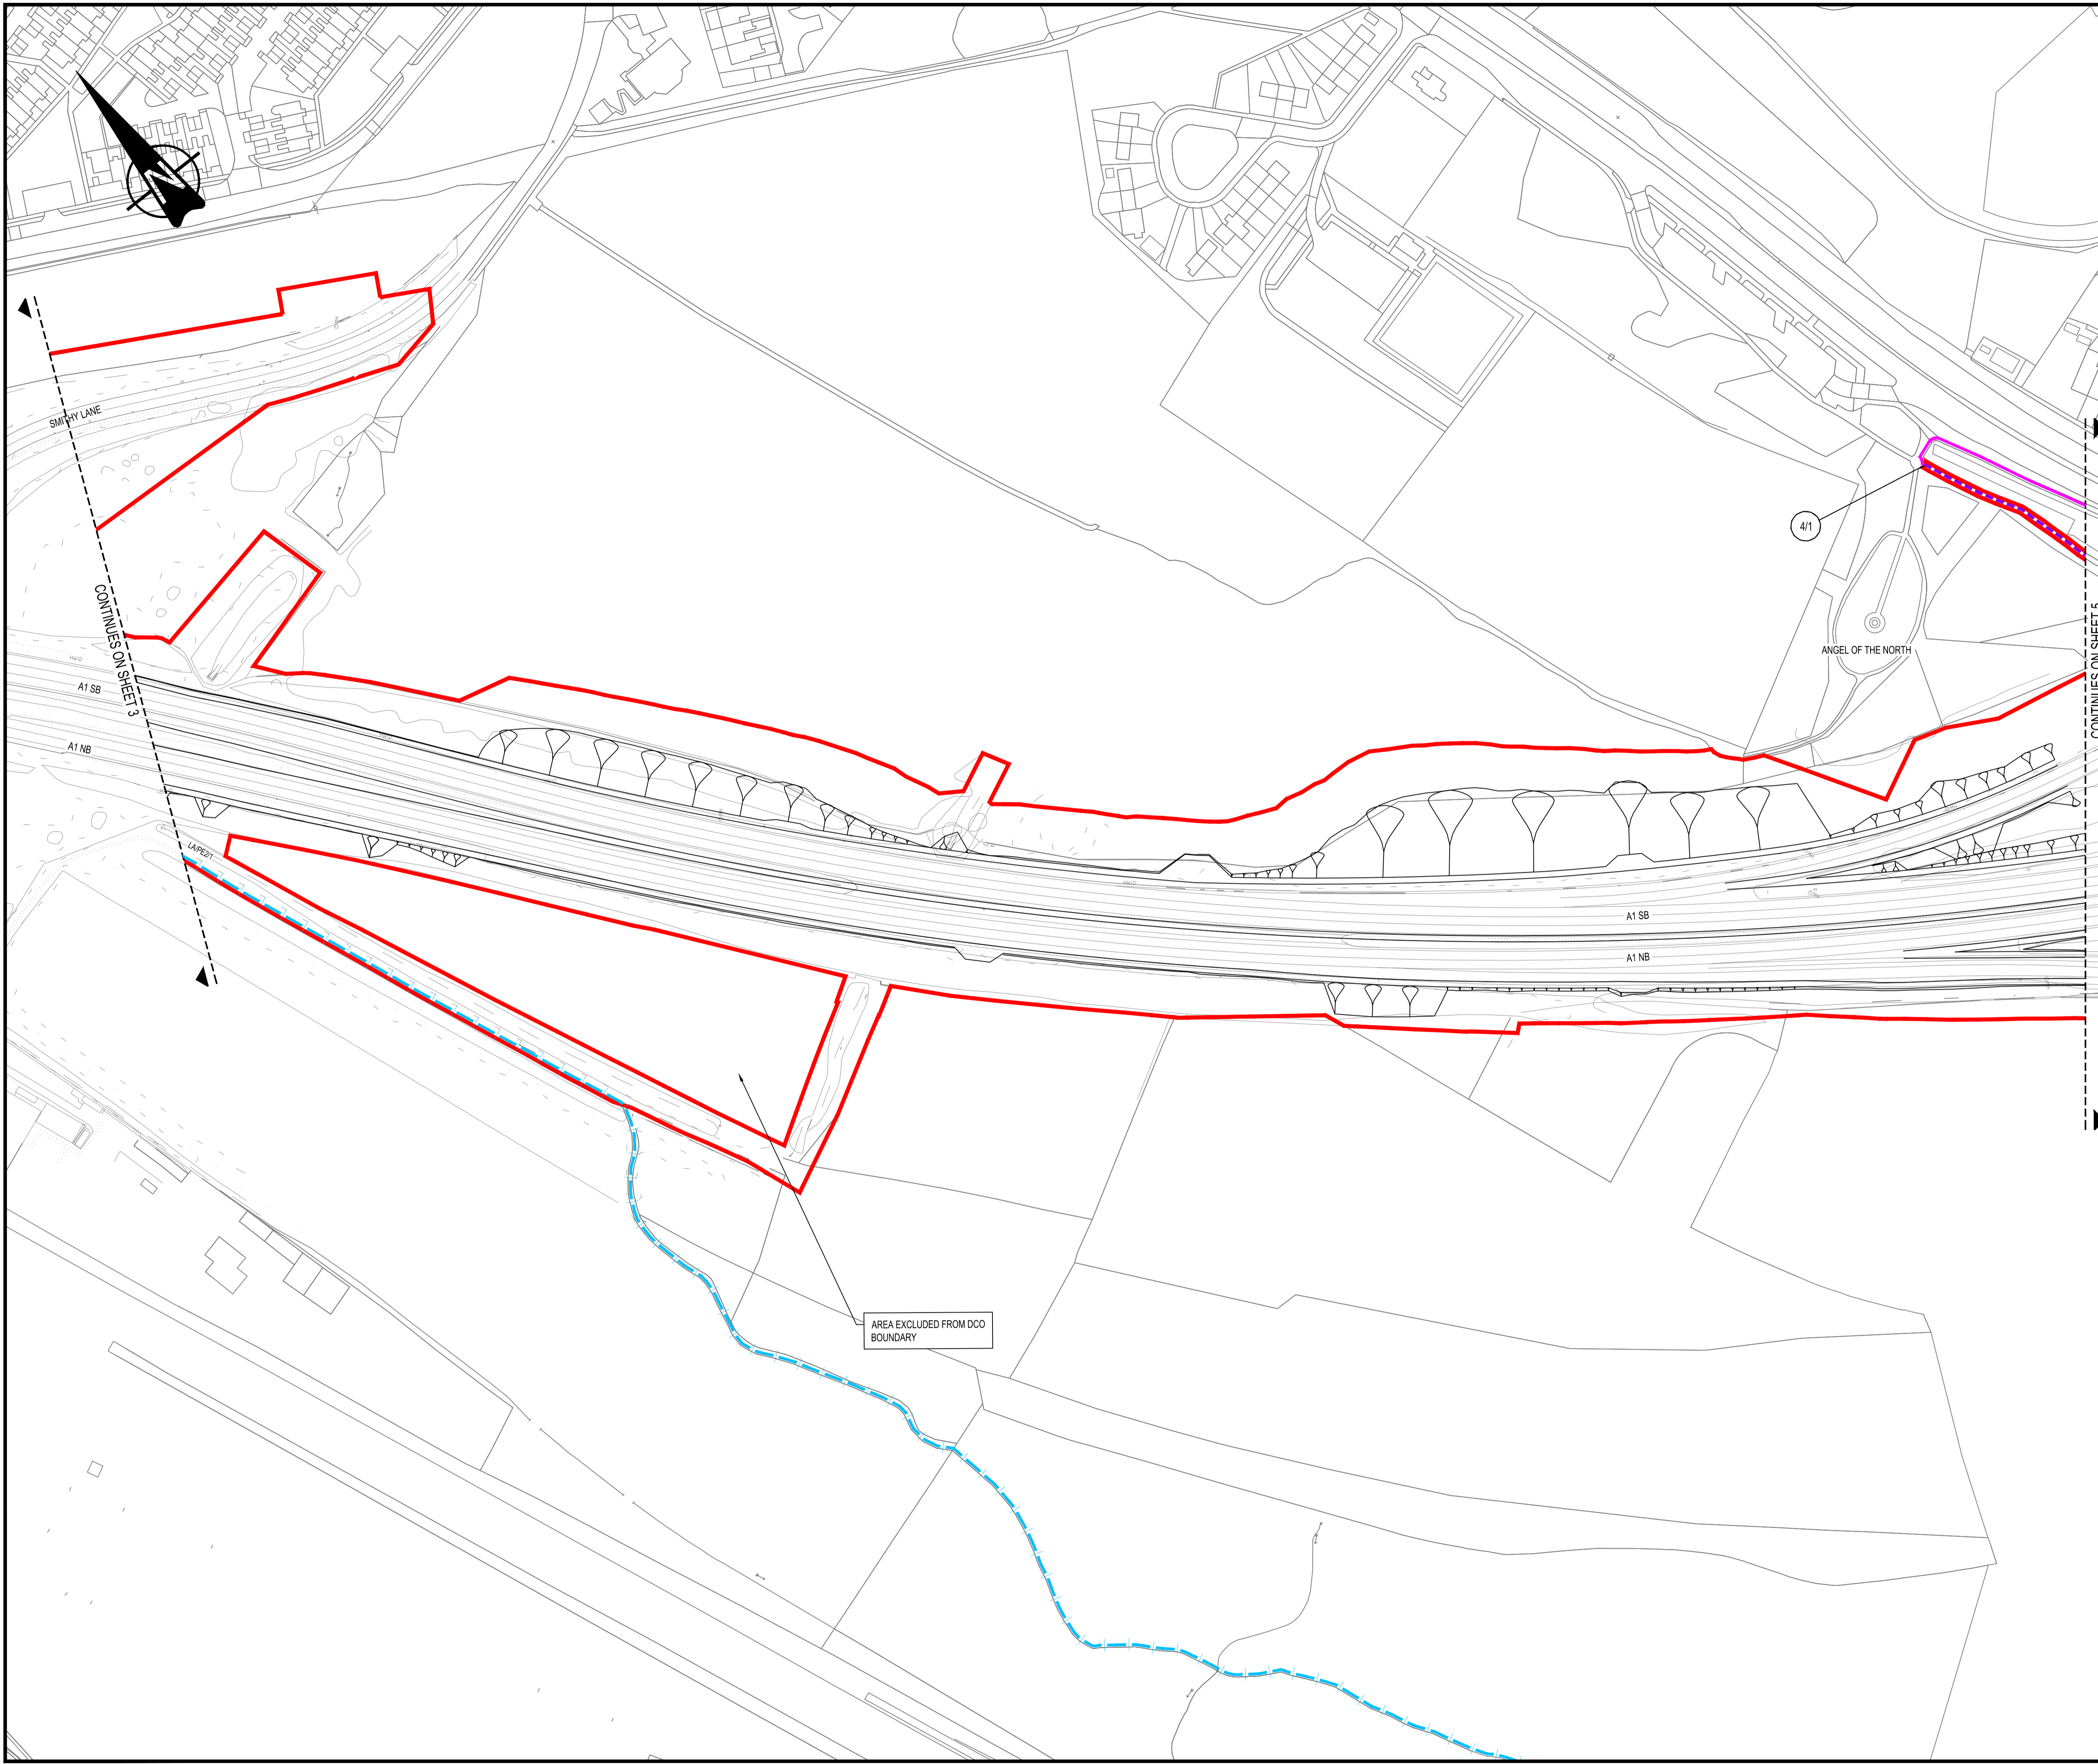 SMITHY LANE
4/1
CONTINUES ON SHEET 3
CONTINUES ON SHEET 5
ANGEL OF THE NORTH
A1 SB
A1 NB
LA/PE2/1
A1 SB
A1 NB
AREA EXCLUDED FROM DCO
BOUNDARY